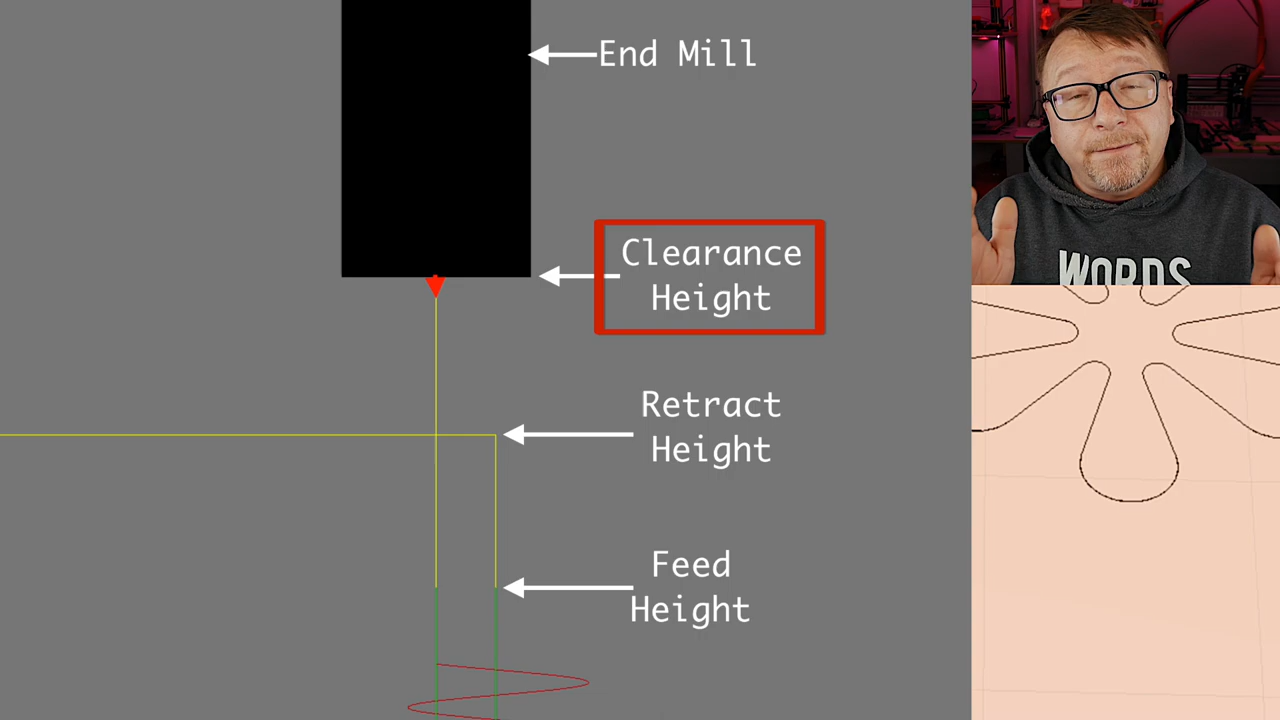 End Mill
Clearance
Height
Retract
Height
Feed
Height
WORDS